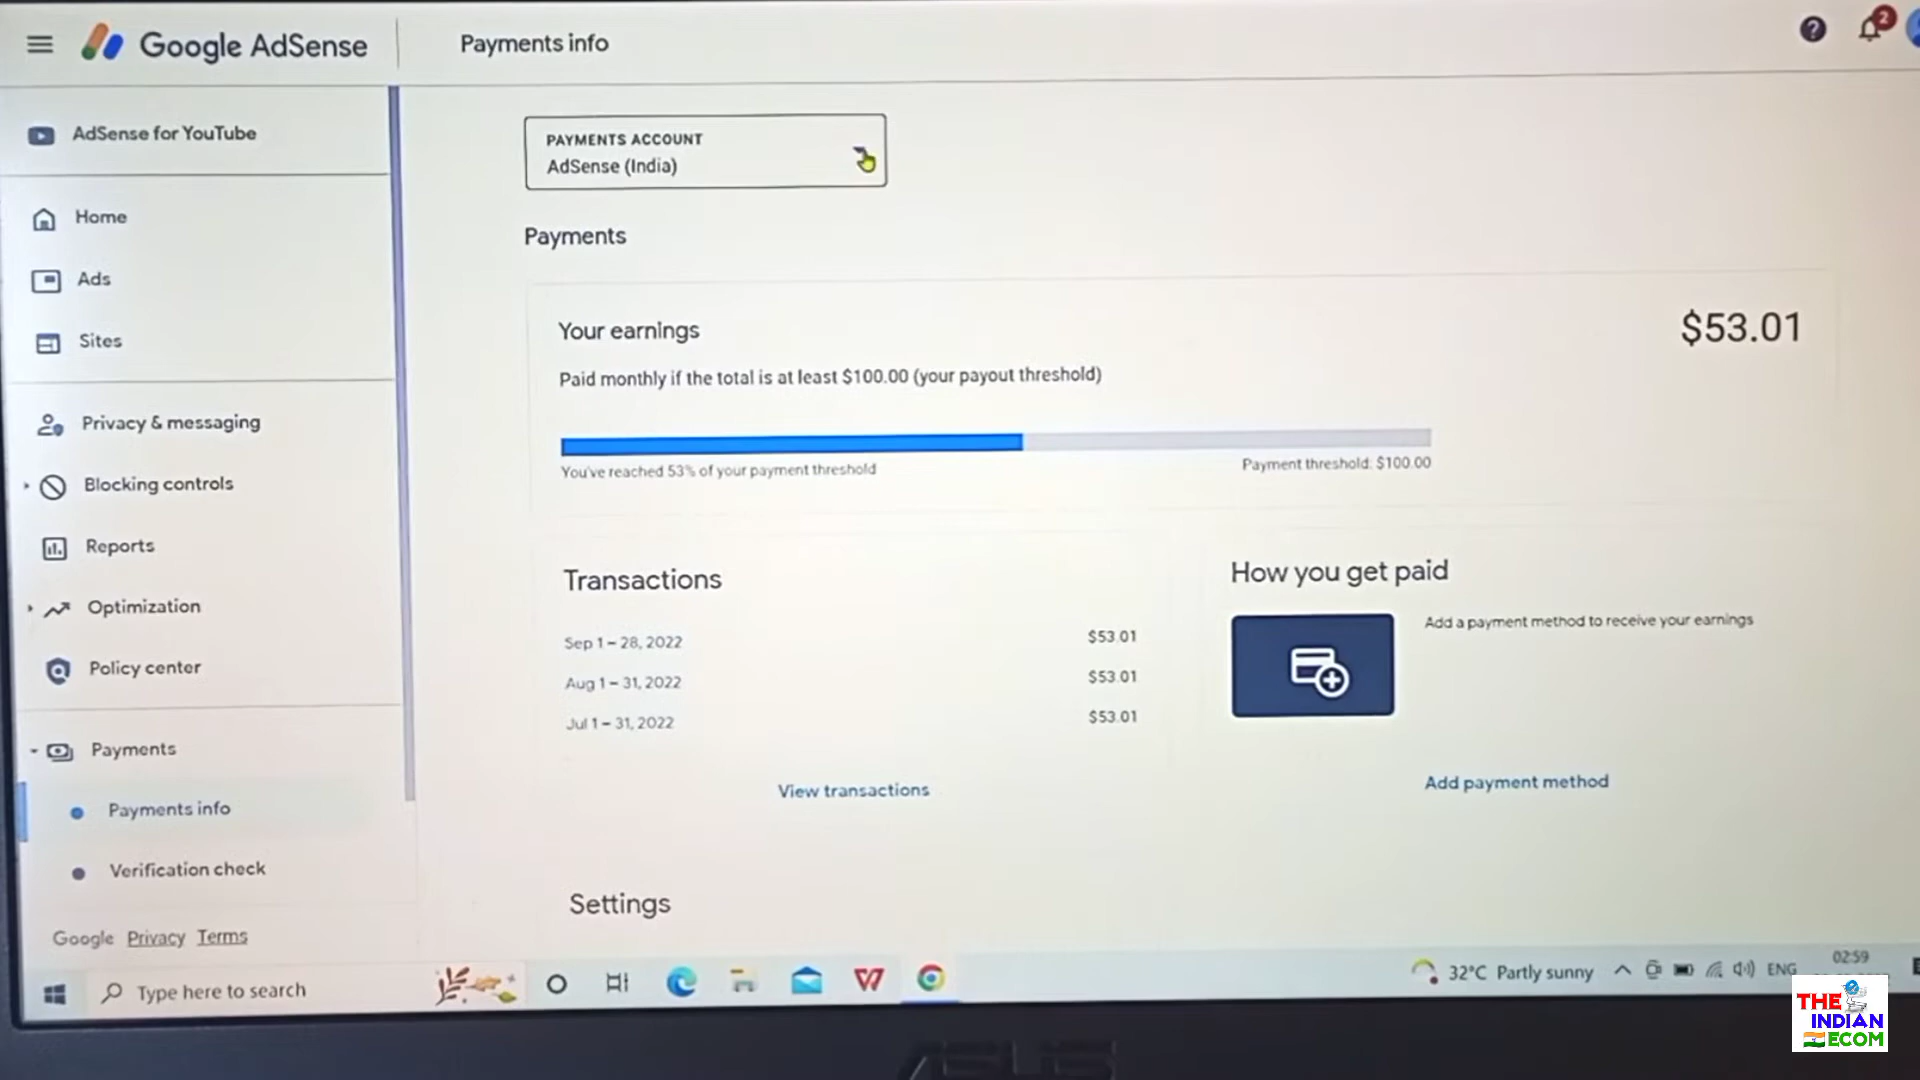 Google AdSense
Payments info
2
AdSense for YouTube
Home
Ads
Sites
Privacy & messaging
Blocking controls
Reports
Optimization
Policy center
Payments
Payments info
Verification check
Google Privacy Terms
PAYMENTS ACCOUNT
AdSense (India)
Payments
Your earnings
$53.01
Paid monthly if the total is at least $100.00 (your payout threshold)
You've reached 53% of your payment threshold
Payment threshold: $100.00
Transactions
Sep 1 – 28, 2022 $53.01
Aug 1 – 31, 2022 $53.01
Jul 1 – 31, 2022 $53.01
View transactions
How you get paid
Add a payment method to receive your earnings
Add payment method
Settings
Type here to search
32°C Partly sunny
ENG
02:59
THE
INDIAN
ECOM
ASUS